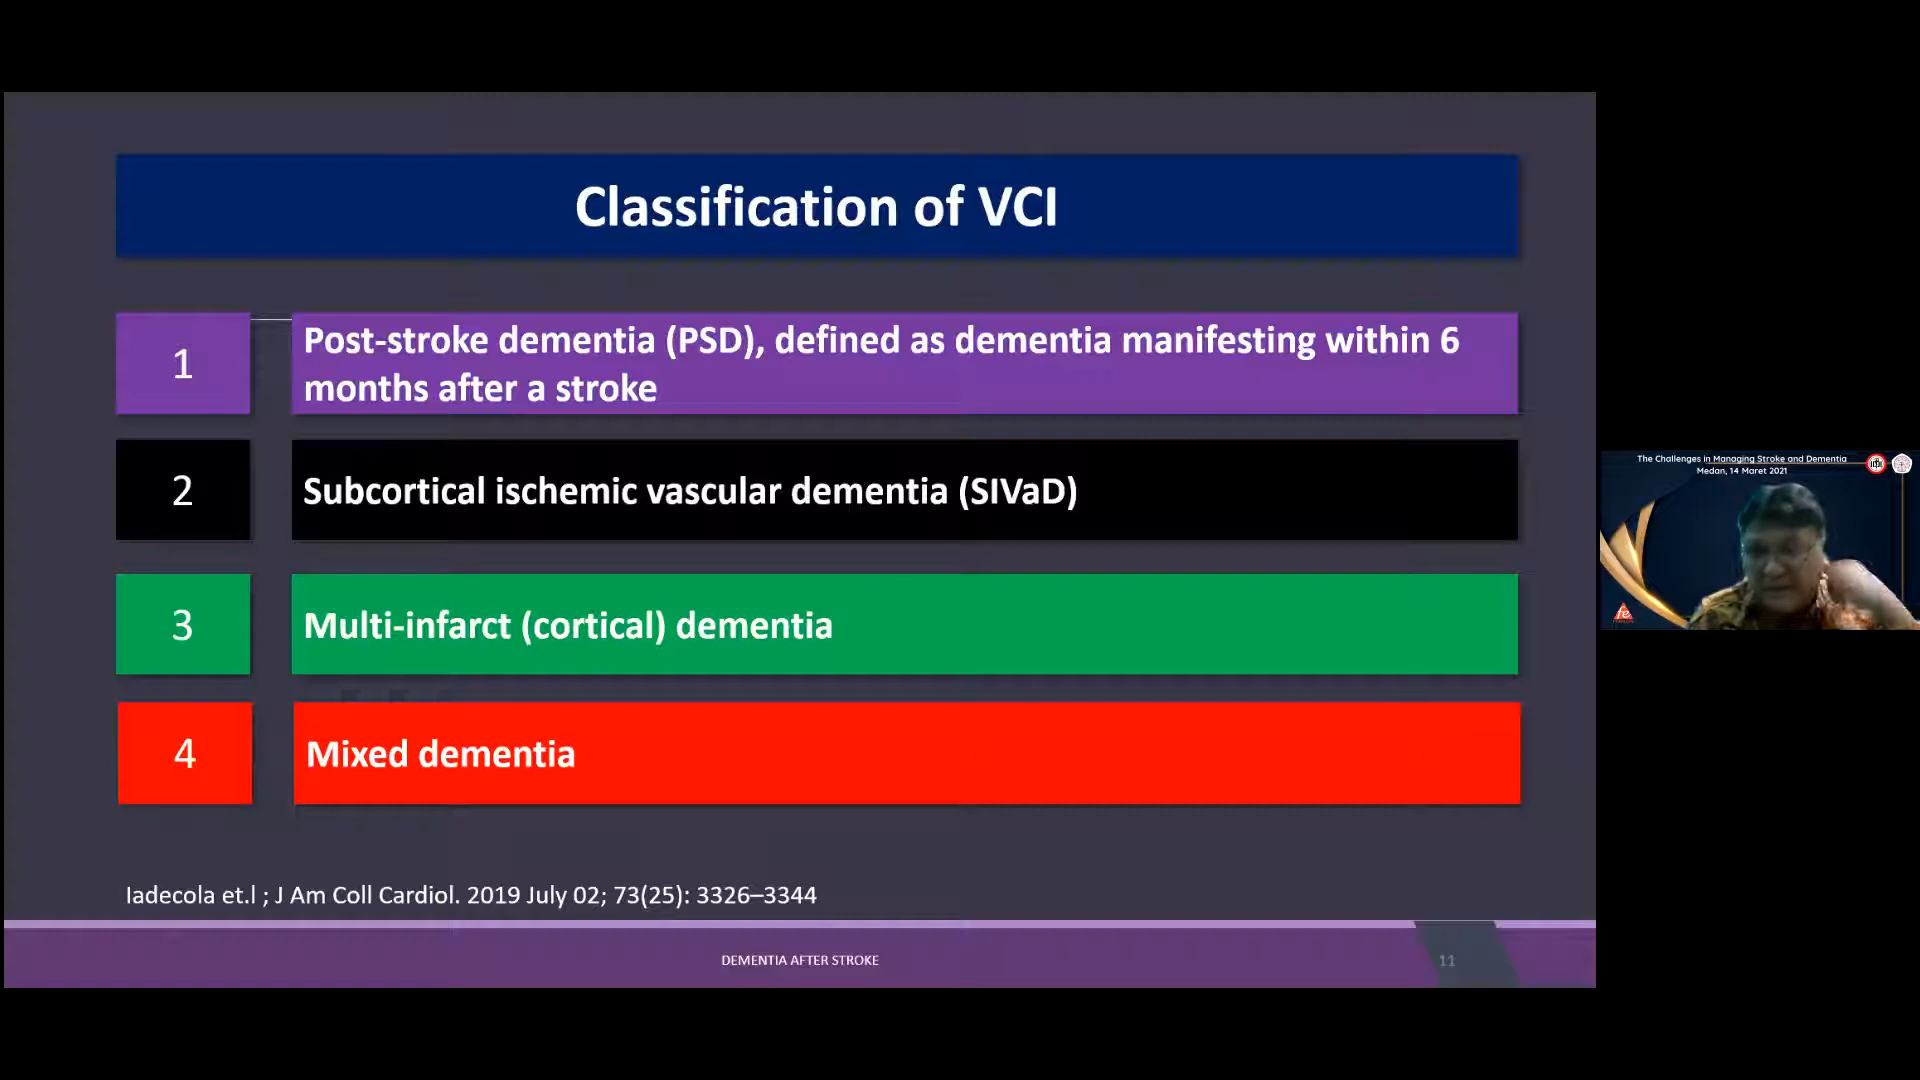 Classification of VCI
1
Post-stroke dementia (PSD), defined as dementia manifesting within 6
months after a stroke
2
Subcortical ischemic vascular dementia (SIVaD)
3
Multi-infarct (cortical) dementia
4
Mixed dementia
Iadecola et.l ; J Am Coll Cardiol. 2019 July 02; 73(25): 3326–3344
DEMENTIA AFTER STROKE
11
The Challenges in Managing Stroke and Dementia
Medan, 14 Maret 2021
fe